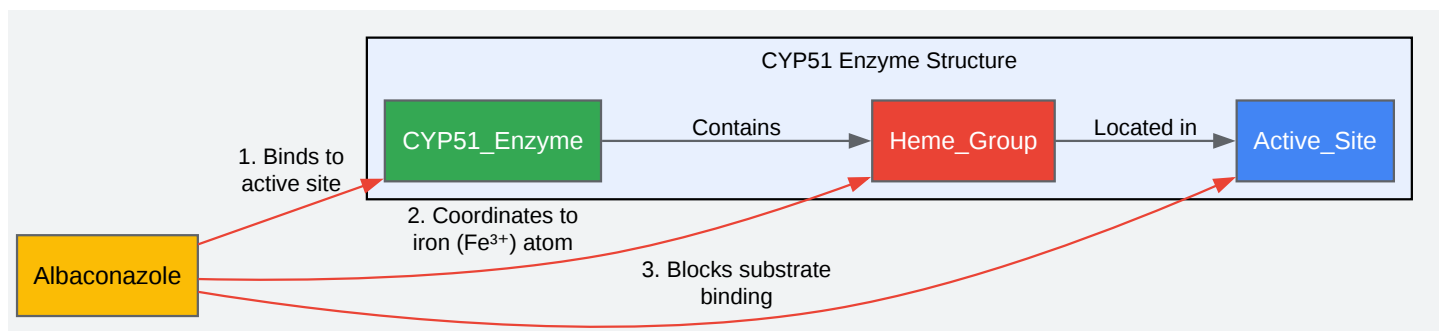 CYP51 Enzyme Structure
CYP51_Enzyme
Contains
Heme_Group
Located in
Active_Site
1. Binds to
active site
2. Coordinates to
iron (Fe³⁺) atom
Albaconazole
3. Blocks substrate
binding